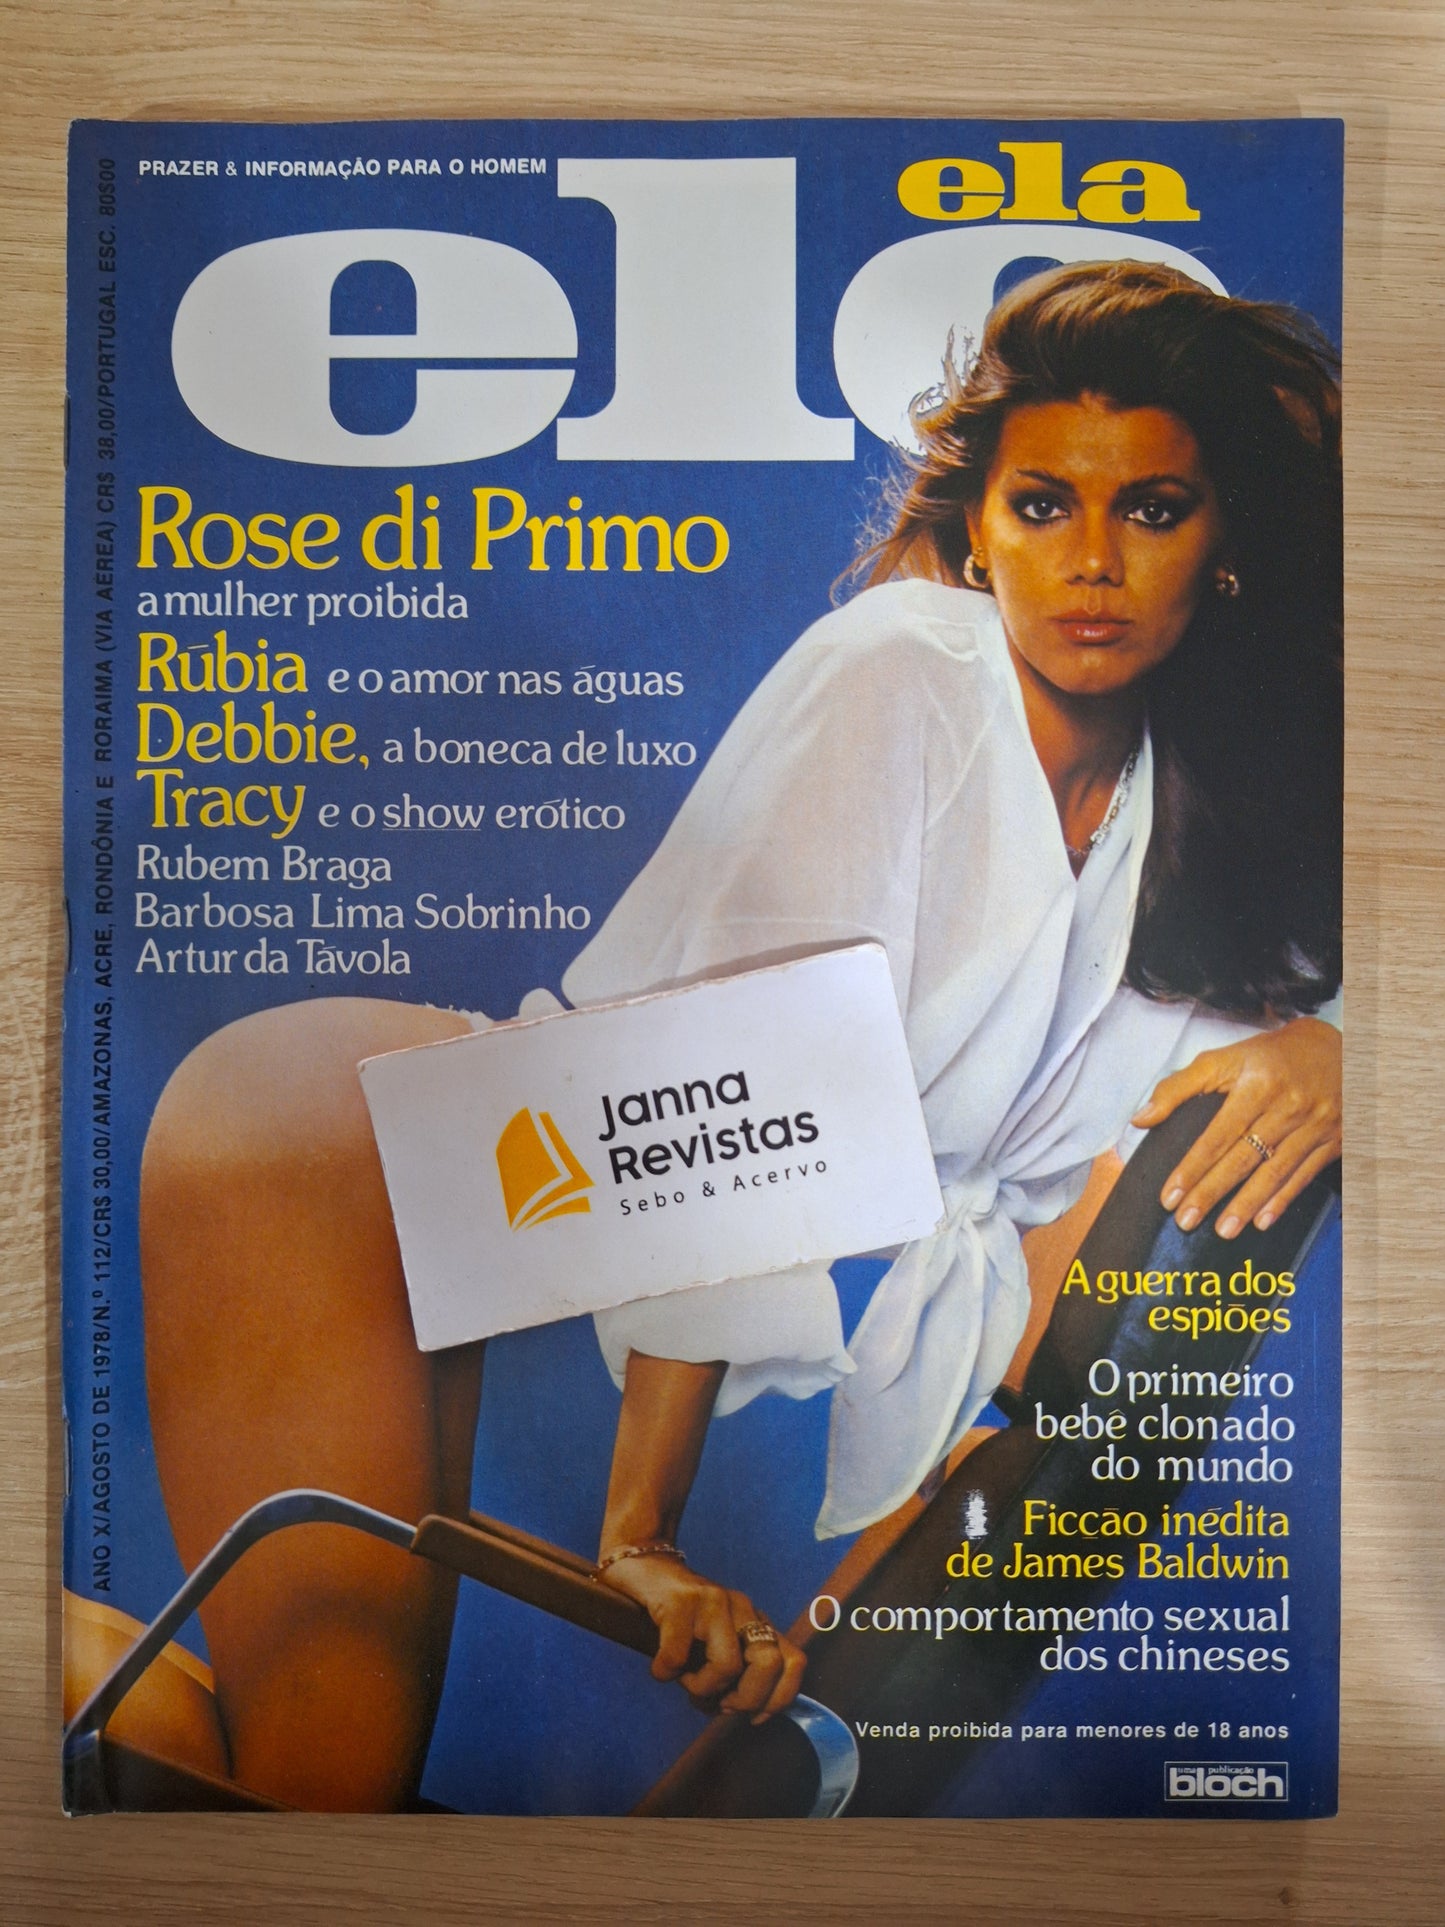 PRAZER & INFORMAÇÃO PARA O HOMEM
ela
ele
Rose di Primo
a mulher proibida
Rúbia e o amor nas águas
Debbie, a boneca de luxo
Tracy e o show erótico
Rubem Braga
Barbosa Lima Sobrinho
Artur da Távola
ANO X/AGOSTO DE 1978/N.º 112/CR$ 30,00/AMAZONAS, ACRE, RONDÔNIA E RORAIMA (VIA AÉREA) CR$ 38,00/PORTUGAL ESC. 80$00
Janna
Revistas
Sebo & Acervo
A guerra dos
espiões
O primeiro
bebê clonado
do mundo
Ficção inédita
de James Baldwin
O comportamento sexual
dos chineses
Venda proibida para menores de 18 anos
uma publicação
bloch